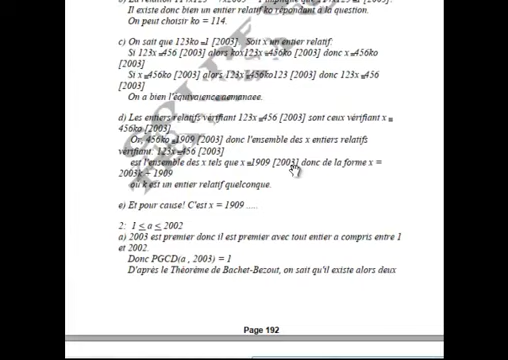 Il existe donc bien un entier relatif ko répondant à la question.
On peut choisir ko = 114.
c) On sait que 123ko ≡1 [2003]. Soit x un entier relatif.
Si 123x ≡456 [2003] alors kox123x ≡456ko [2003] donc x ≡456ko
[2003]
Si x ≡456ko [2003] alors 123x ≡456ko123 [2003] donc 123x ≡456
[2003]
On a bien l'équivalence demandée.
d) Les entiers relatifs vérifiant 123x ≡456 [2003] sont ceux vérifiant x ≡
456ko [2003]
Or, 456ko ≡1909 [2003] donc l'ensemble des x entiers relatifs
vérifiant: 123x ≡456 [2003]
est l'ensemble des x tels que x ≡1909 [2003] donc de la forme x =
2003k + 1909
où k est un entier relatif quelconque.
e) Et pour cause! C'est x = 1909 .....
2: 1 ≤ a ≤ 2002
a) 2003 est premier donc il est premier avec tout entier a compris entre 1
et 2002.
Donc PGCD(a , 2003) = 1
D'après le Théorème de Bachet-Bezout, on sait qu'il existe alors deux
Page 192